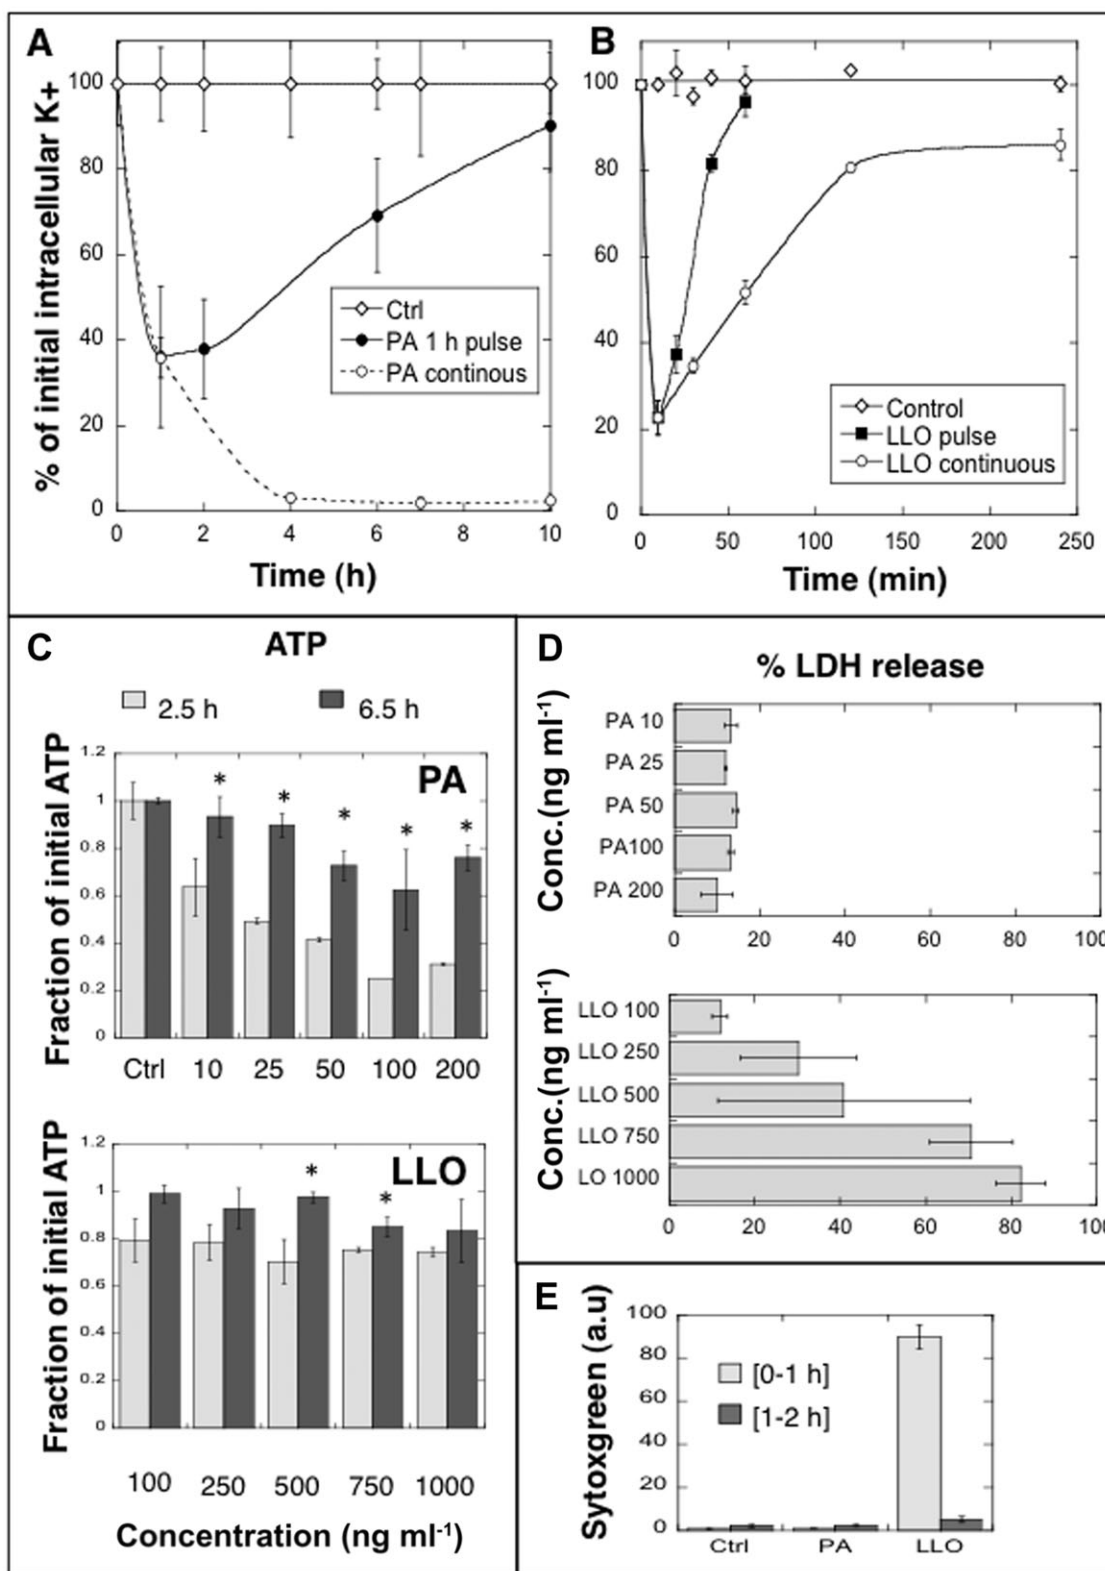 A
% of initial intracellular K+
100
80
60
40
20
0
Ctrl
PA 1 h pulse
PA continous
0 2 4 6 8 10
Time (h)
B
100
80
60
40
20
0
Control
LLO pulse
LLO continuous
0 50 100 150 200 250
Time (min)
C
ATP
2.5 h 6.5 h
Fraction of initial ATP
PA
1.2
1
0.8
0.6
0.4
0.2
0
* * * * *
Ctrl 10 25 50 100 200
Fraction of initial ATP
LLO
1.2
1
0.8
0.6
0.4
0.2
0
* *
100 250 500 750 1000
Concentration (ng ml-1)
D
% LDH release
Conc.(ng ml-1)
PA 10
PA 25
PA 50
PA100
PA 200
0 20 40 60 80 100
Conc.(ng ml-1)
LLO 100
LLO 250
LLO 500
LLO 750
LO 1000
0 20 40 60 80 100
E
Sytoxgreen (a.u)
100
80
60
40
20
0
[0-1 h]
[1-2 h]
Ctrl PA LLO